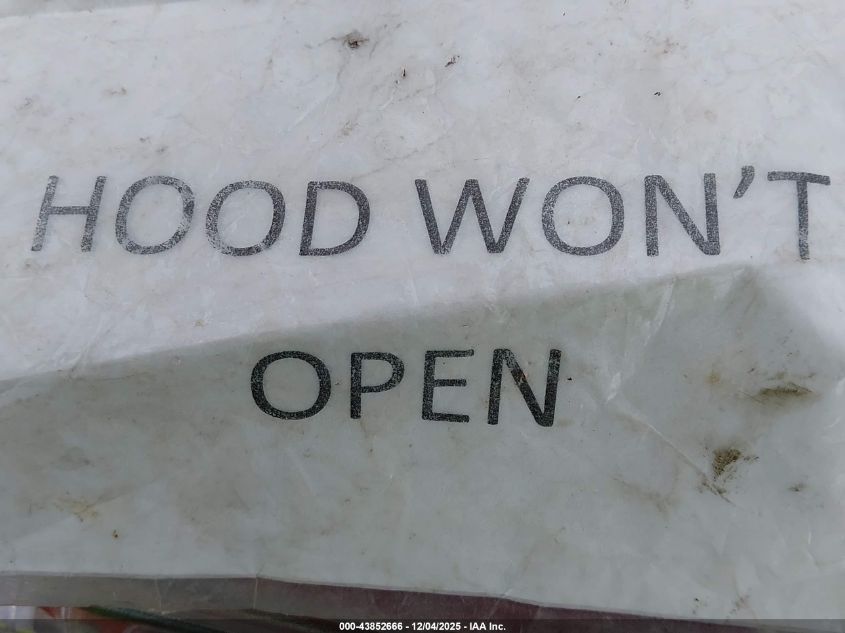 HOOD WON'T
OPEN
000-43852666 - 12/04/2025 - IAA Inc.